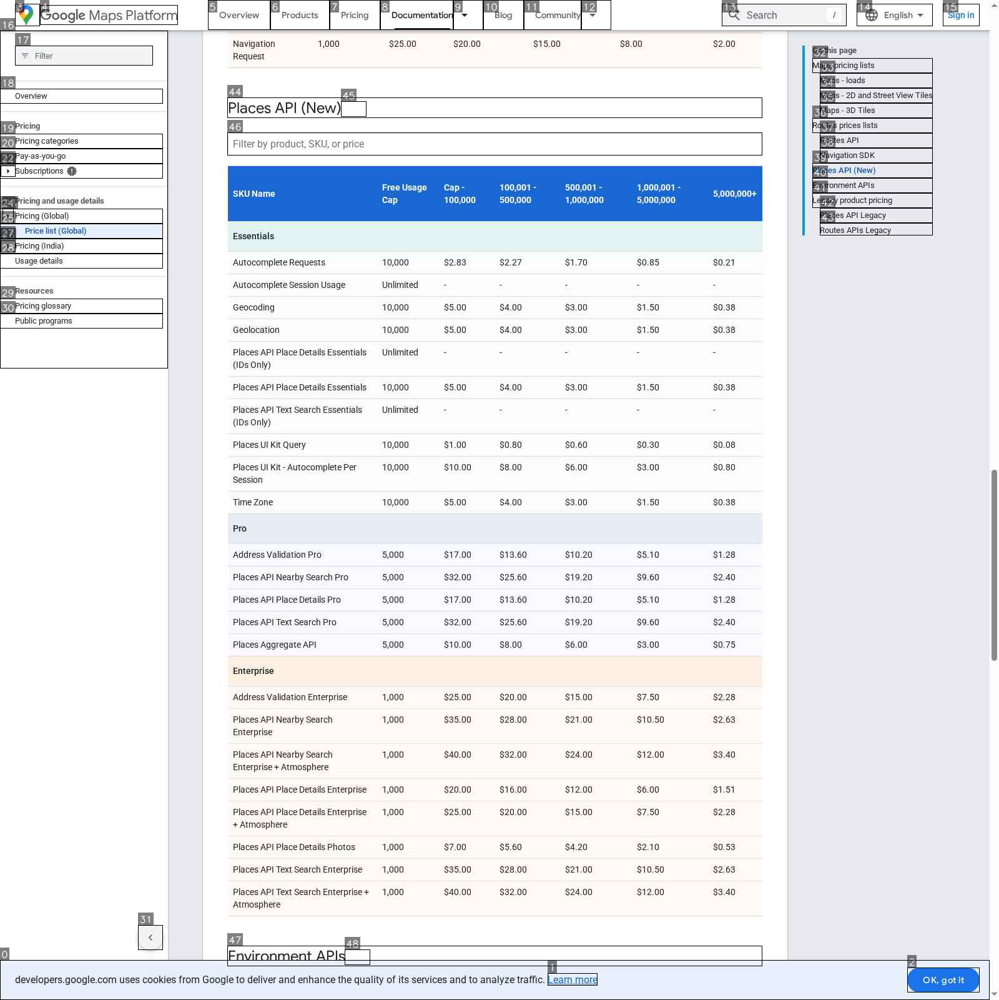 Google Maps Platform
Overview
Products
Pricing
Documentation
Blog
Community
Search
/
English
Sign in
Filter
Overview
Pricing
Pricing categories
Pay-as-you-go
Subscriptions
Pricing and usage details
Pricing (Global)
Price list (Global)
Pricing (India)
Usage details
Resources
Pricing glossary
Public programs
Navigation Request 1,000 $25.00 $20.00 $15.00 $8.00 $2.00
Places API (New)
Filter by product, SKU, or price
SKU Name Free Usage Cap Cap - 100,000 100,001 - 500,000 500,001 - 1,000,000 1,000,001 - 5,000,000 5,000,000+
Essentials
Autocomplete Requests 10,000 $2.83 $2.27 $1.70 $0.85 $0.21
Autocomplete Session Usage Unlimited - - - - -
Geocoding 10,000 $5.00 $4.00 $3.00 $1.50 $0.38
Geolocation 10,000 $5.00 $4.00 $3.00 $1.50 $0.38
Places API Place Details Essentials (IDs Only) Unlimited - - - - -
Places API Place Details Essentials 10,000 $5.00 $4.00 $3.00 $1.50 $0.38
Places API Text Search Essentials (IDs Only) Unlimited - - - - -
Places UI Kit Query 10,000 $1.00 $0.80 $0.60 $0.30 $0.08
Places UI Kit - Autocomplete Per Session 10,000 $10.00 $8.00 $6.00 $3.00 $0.80
Time Zone 10,000 $5.00 $4.00 $3.00 $1.50 $0.38
Pro
Address Validation Pro 5,000 $17.00 $13.60 $10.20 $5.10 $1.28
Places API Nearby Search Pro 5,000 $32.00 $25.60 $19.20 $9.60 $2.40
Places API Place Details Pro 5,000 $17.00 $13.60 $10.20 $5.10 $1.28
Places API Text Search Pro 5,000 $32.00 $25.60 $19.20 $9.60 $2.40
Places Aggregate API 5,000 $10.00 $8.00 $6.00 $3.00 $0.75
Enterprise
Address Validation Enterprise 1,000 $25.00 $20.00 $15.00 $7.50 $2.28
Places API Nearby Search Enterprise 1,000 $35.00 $28.00 $21.00 $10.50 $2.63
Places API Nearby Search Enterprise + Atmosphere 1,000 $40.00 $32.00 $24.00 $12.00 $3.40
Places API Place Details Enterprise 1,000 $20.00 $16.00 $12.00 $6.00 $1.51
Places API Place Details Enterprise + Atmosphere 1,000 $25.00 $20.00 $15.00 $7.50 $2.28
Places API Place Details Photos 1,000 $7.00 $5.60 $4.20 $2.10 $0.53
Places API Text Search Enterprise 1,000 $35.00 $28.00 $21.00 $10.50 $2.63
Places API Text Search Enterprise + Atmosphere 1,000 $40.00 $32.00 $24.00 $12.00 $3.40
Environment APIs
On this page
Maps pricing lists
Maps - loads
Maps - 2D and Street View Tiles
Maps - 3D Tiles
Routes prices lists
Routes API
Navigation SDK
Places API (New)
Environment APIs
Legacy product pricing
Places API Legacy
Routes APIs Legacy
developers.google.com uses cookies from Google to deliver and enhance the quality of its services and to analyze traffic. Learn more
OK, got it